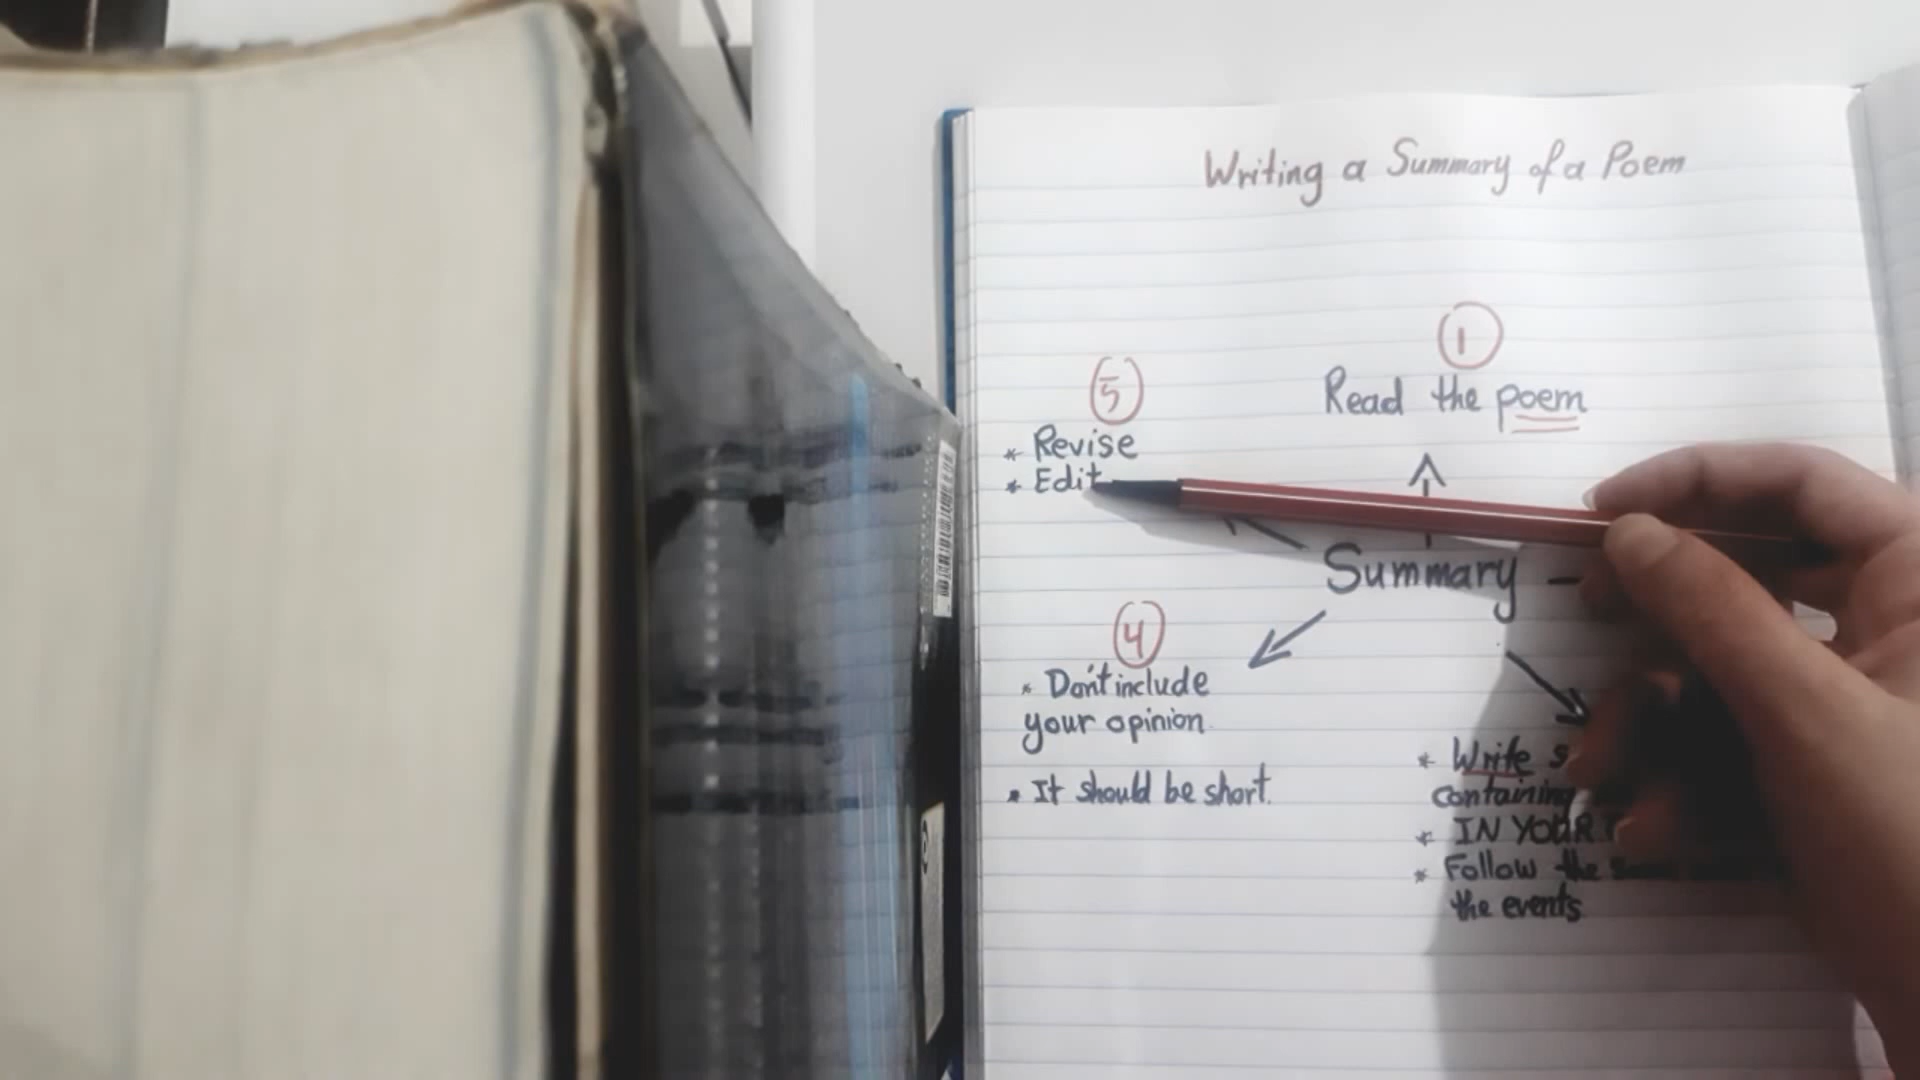 Writing a Summary of a Poem
1
Read the poem
5
* Revise
* Edit
Summary
4
* Don't include
your opinion.
* It should be short.
* Write
containing
* IN YOUR
* Follow the
the events